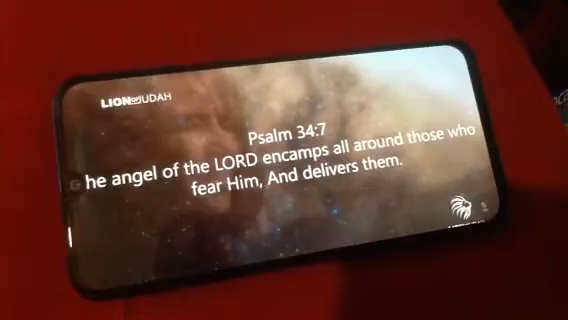 LION OF JUDAH
Psalm 34:7
he angel of the LORD encamps all around those who
fear Him, And delivers them.